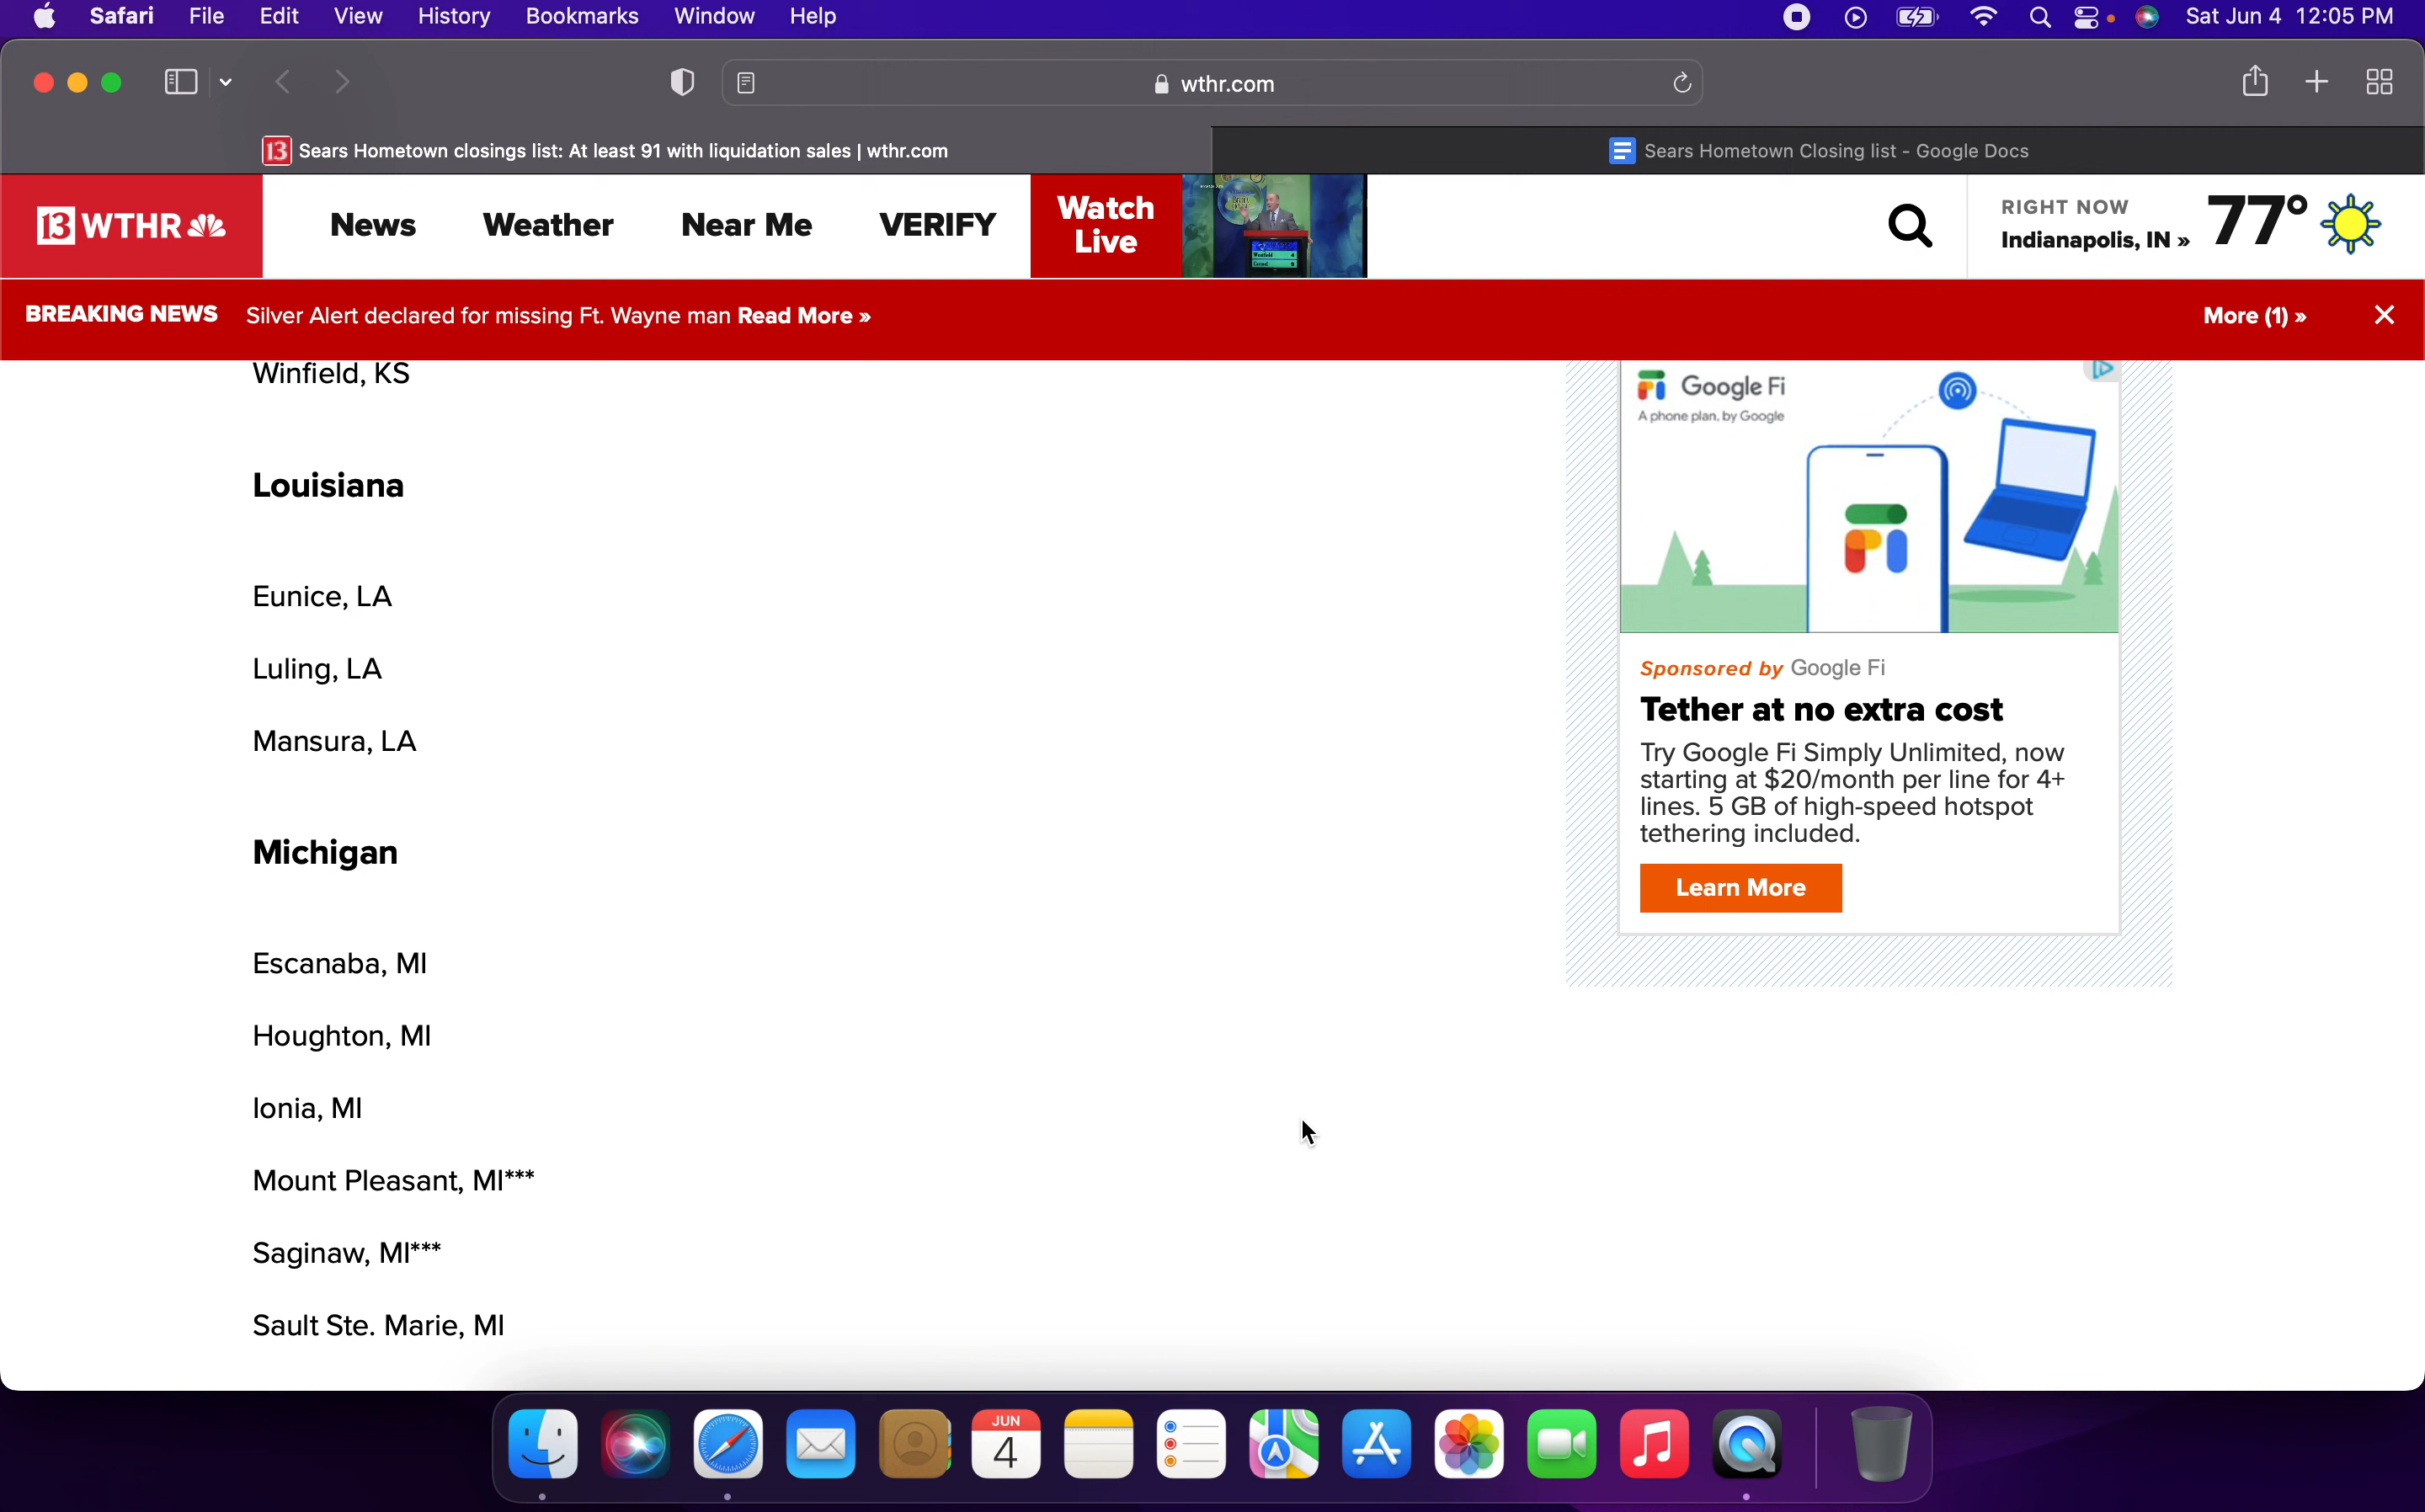 Safari File Edit View History Bookmarks Window Help Sat Jun 4 12:05 PM
wthr.com
13 Sears Hometown closings list: At least 91 with liquidation sales | wthr.com
Sears Hometown Closing list - Google Docs
13 WTHR News Weather Near Me VERIFY
Watch
Live
RIGHT NOW
Indianapolis, IN »
77°
BREAKING NEWS Silver Alert declared for missing Ft. Wayne man Read More » More (1) »
Winfield, KS
Louisiana
Eunice, LA
Luling, LA
Mansura, LA
Michigan
Escanaba, MI
Houghton, MI
Ionia, MI
Mount Pleasant, MI***
Saginaw, MI***
Sault Ste. Marie, MI
Google Fi
A phone plan, by Google
Sponsored by Google Fi
Tether at no extra cost
Try Google Fi Simply Unlimited, now
starting at $20/month per line for 4+
lines. 5 GB of high-speed hotspot
tethering included.
Learn More
JUN
4